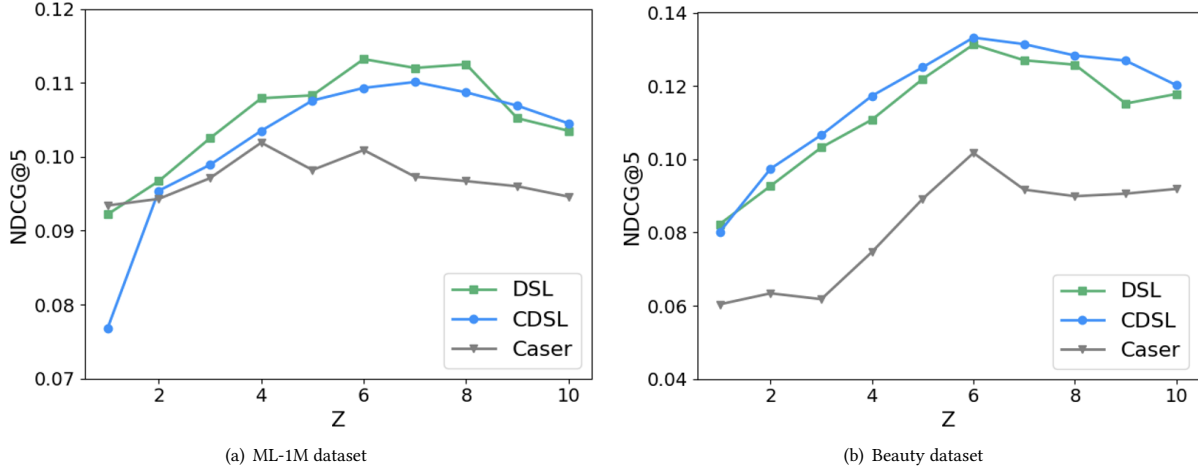 0.12
0.11
0.10
0.09
0.08
0.07
NDCG@5
DSL
CDSL
Caser
2 4 6 8 10
Z
(a) ML-1M dataset
0.14
0.12
0.10
0.08
0.06
0.04
NDCG@5
DSL
CDSL
Caser
2 4 6 8 10
Z
(b) Beauty dataset